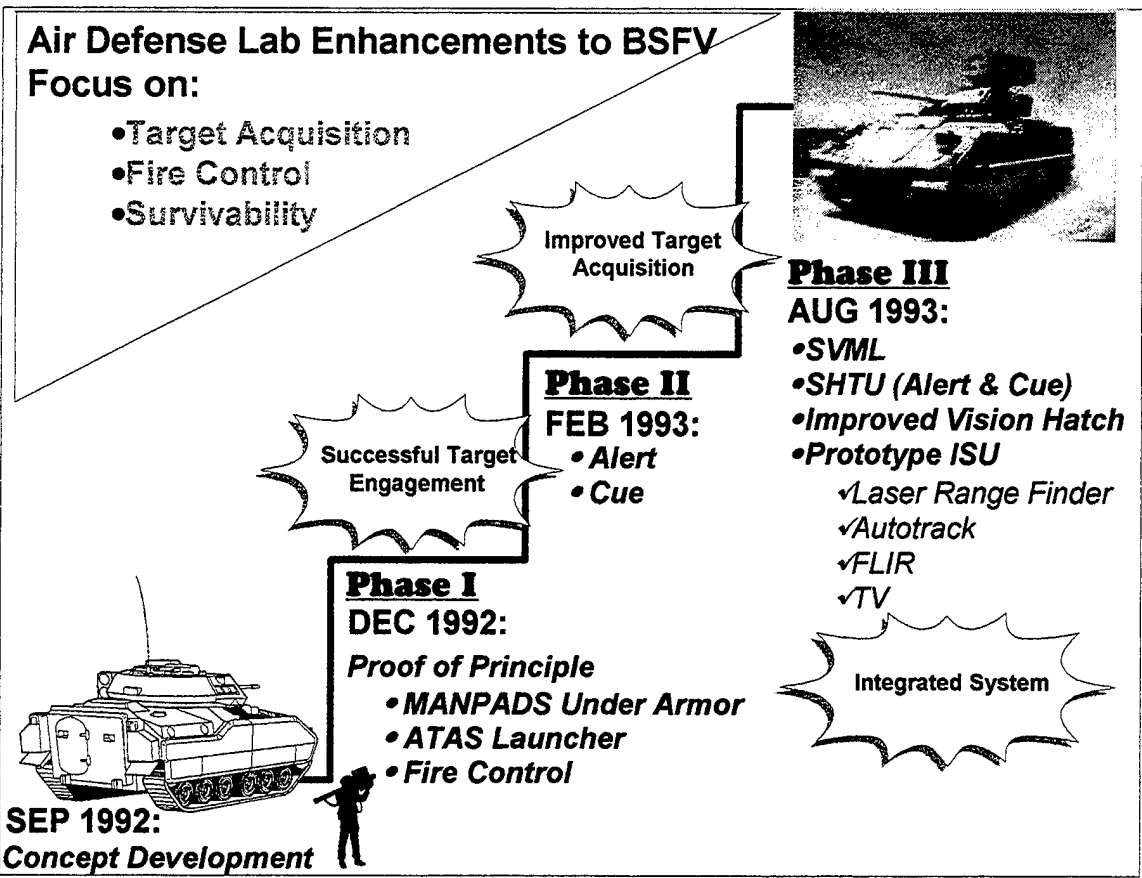 Air Defense Lab Enhancements to BSFV
Focus on:
•Target Acquisition
•Fire Control
•Survivability
SEP 1992:
Concept Development
Phase I
DEC 1992:
Proof of Principle
•MANPADS Under Armor
•ATAS Launcher
•Fire Control
Successful Target
Engagement
Phase II
FEB 1993:
•Alert
•Cue
Improved Target
Acquisition
Phase III
AUG 1993:
•SVML
•SHTU (Alert & Cue)
•Improved Vision Hatch
•Prototype ISU
✓Laser Range Finder
✓Autotrack
✓FLIR
✓TV
Integrated System